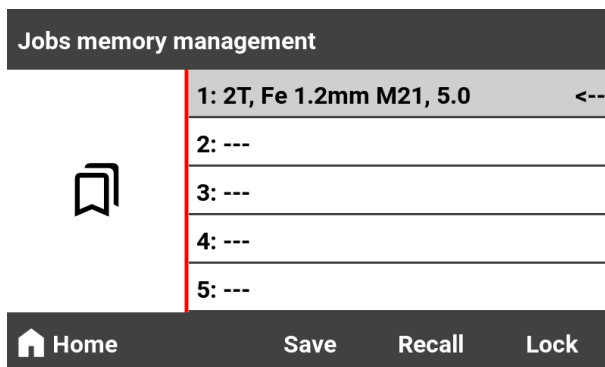 Jobs memory management
1: 2T, Fe 1.2mm M21, 5.0 <--
2: ---
3: ---
4: ---
5: ---
Home Save Recall Lock